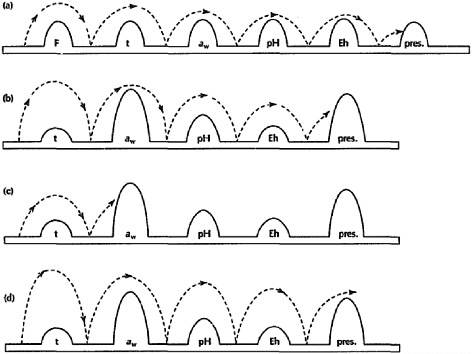 (a)
F t aw pH Eh pres.
(b)
t aw pH Eh pres.
(c)
t aw pH Eh pres.
(d)
t aw pH Eh pres.